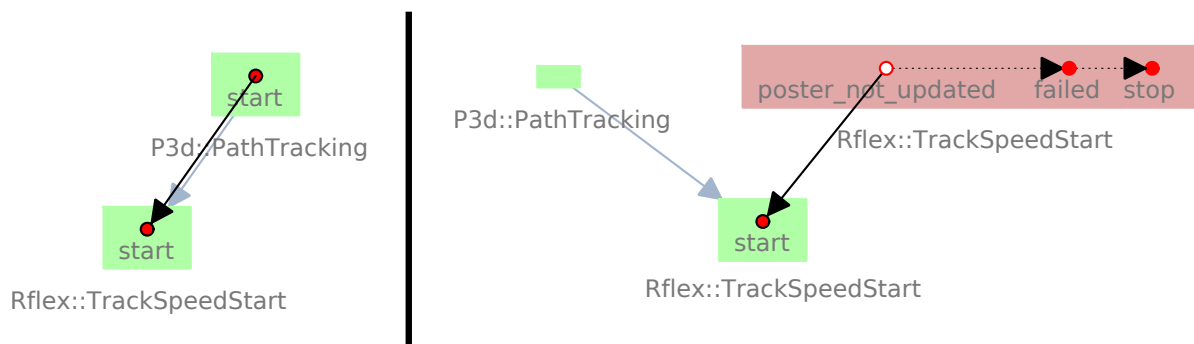 start
P3d::PathTracking
start
Rflex::TrackSpeedStart
poster_not_updated failed stop
P3d::PathTracking
Rflex::TrackSpeedStart
start
Rflex::TrackSpeedStart